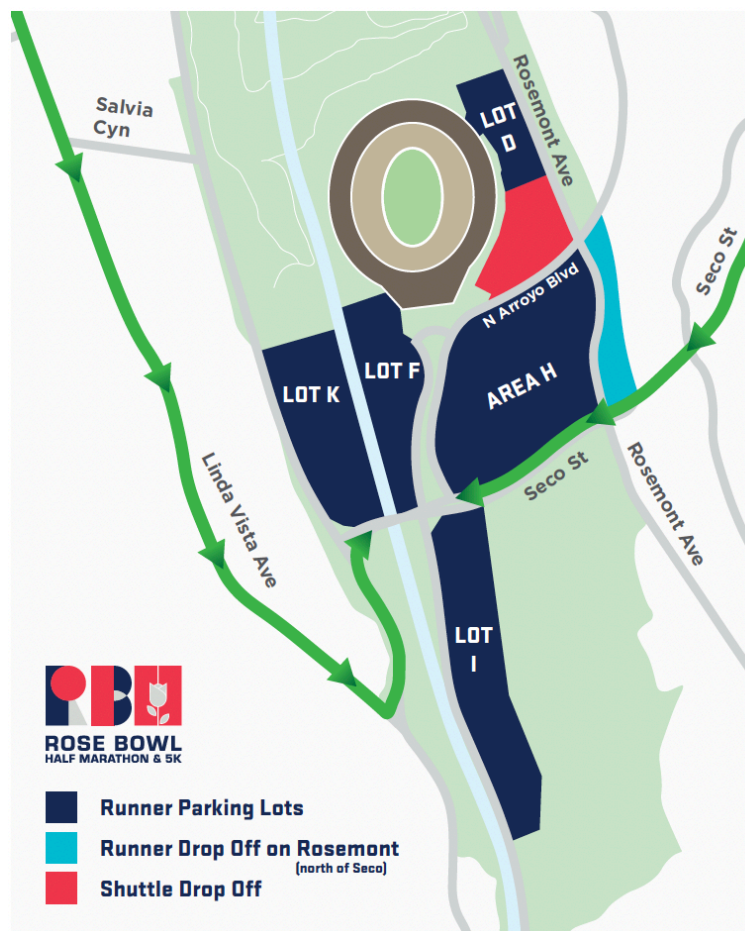 Salvia
Cyn
Rosemont Ave
LOT
D
Seco St
N Arroyo Blvd
LOT K
LOT F
AREA H
Seco St
Linda Vista Ave
Rosemont Ave
LOT
I
RBH
ROSE BOWL
HALF MARATHON & 5K
Runner Parking Lots
Runner Drop Off on Rosemont
(north of Seco)
Shuttle Drop Off